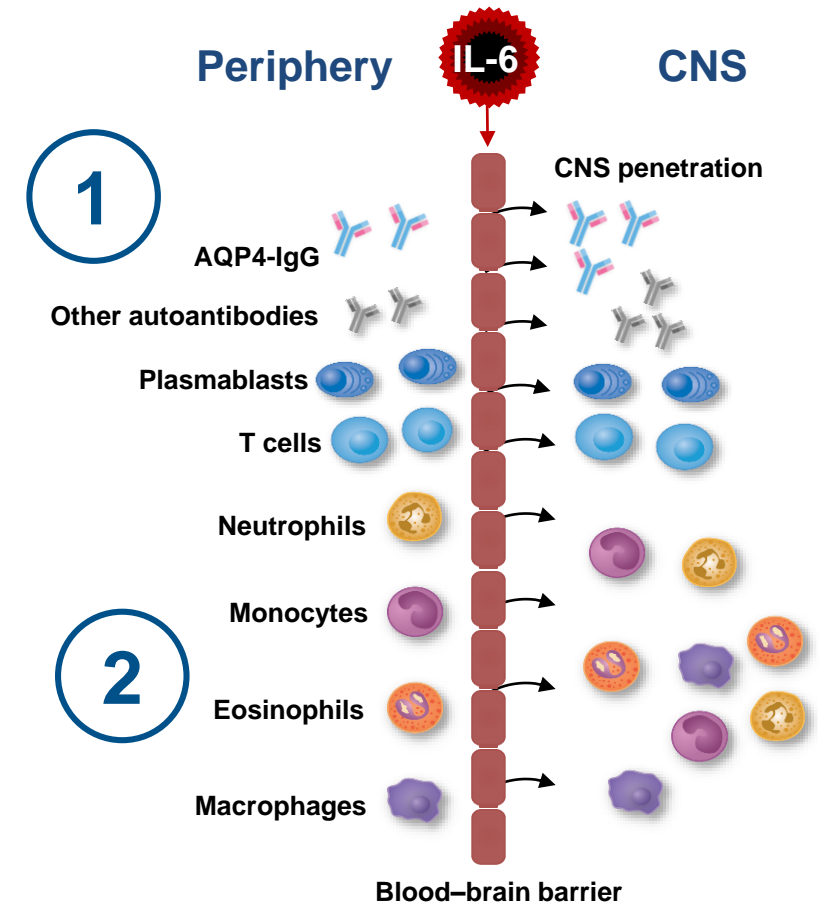 Periphery
IL-6
CNS
CNS penetration
1
AQP4-IgG
Other autoantibodies
Plasmablasts
T cells
Neutrophils
Monocytes
2
Eosinophils
Macrophages
Blood–brain barrier